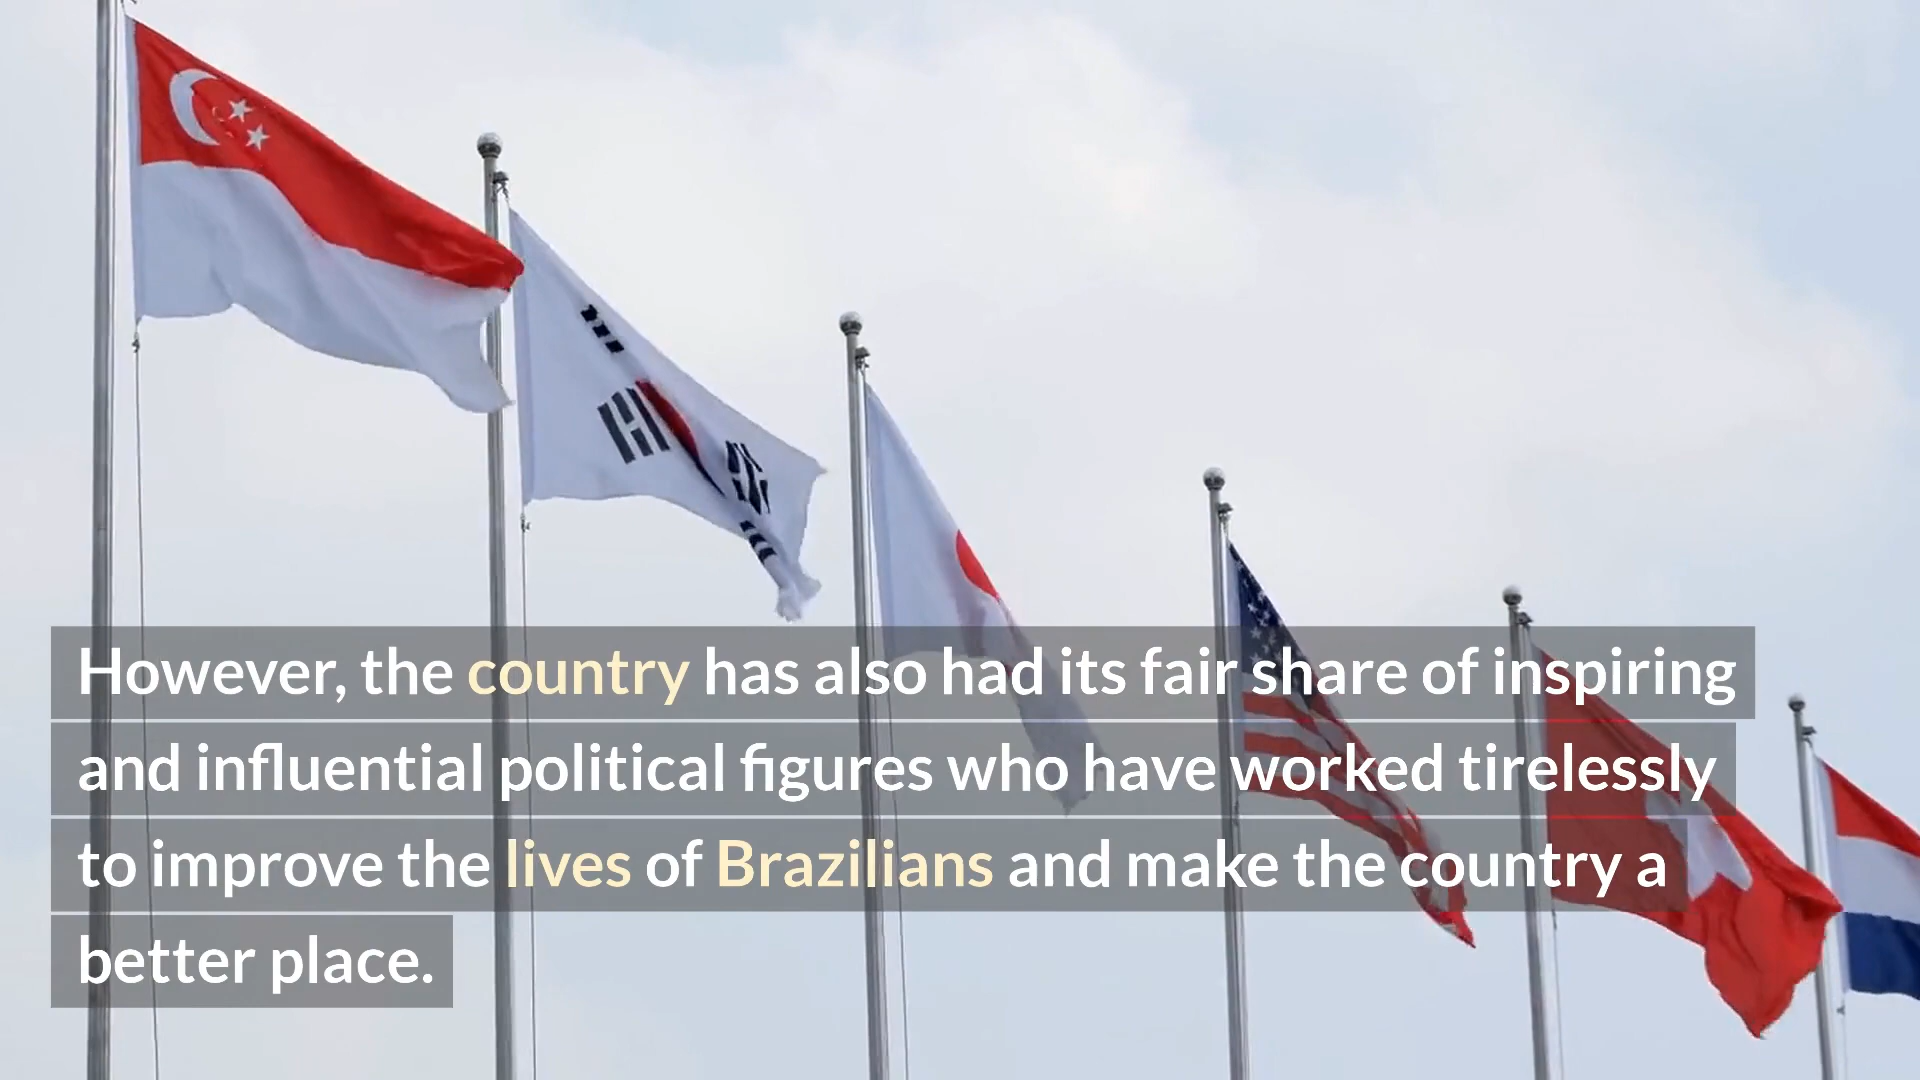 However, the country has also had its fair share of inspiring
and influential political figures who have worked tirelessly
to improve the lives of Brazilians and make the country a
better place.